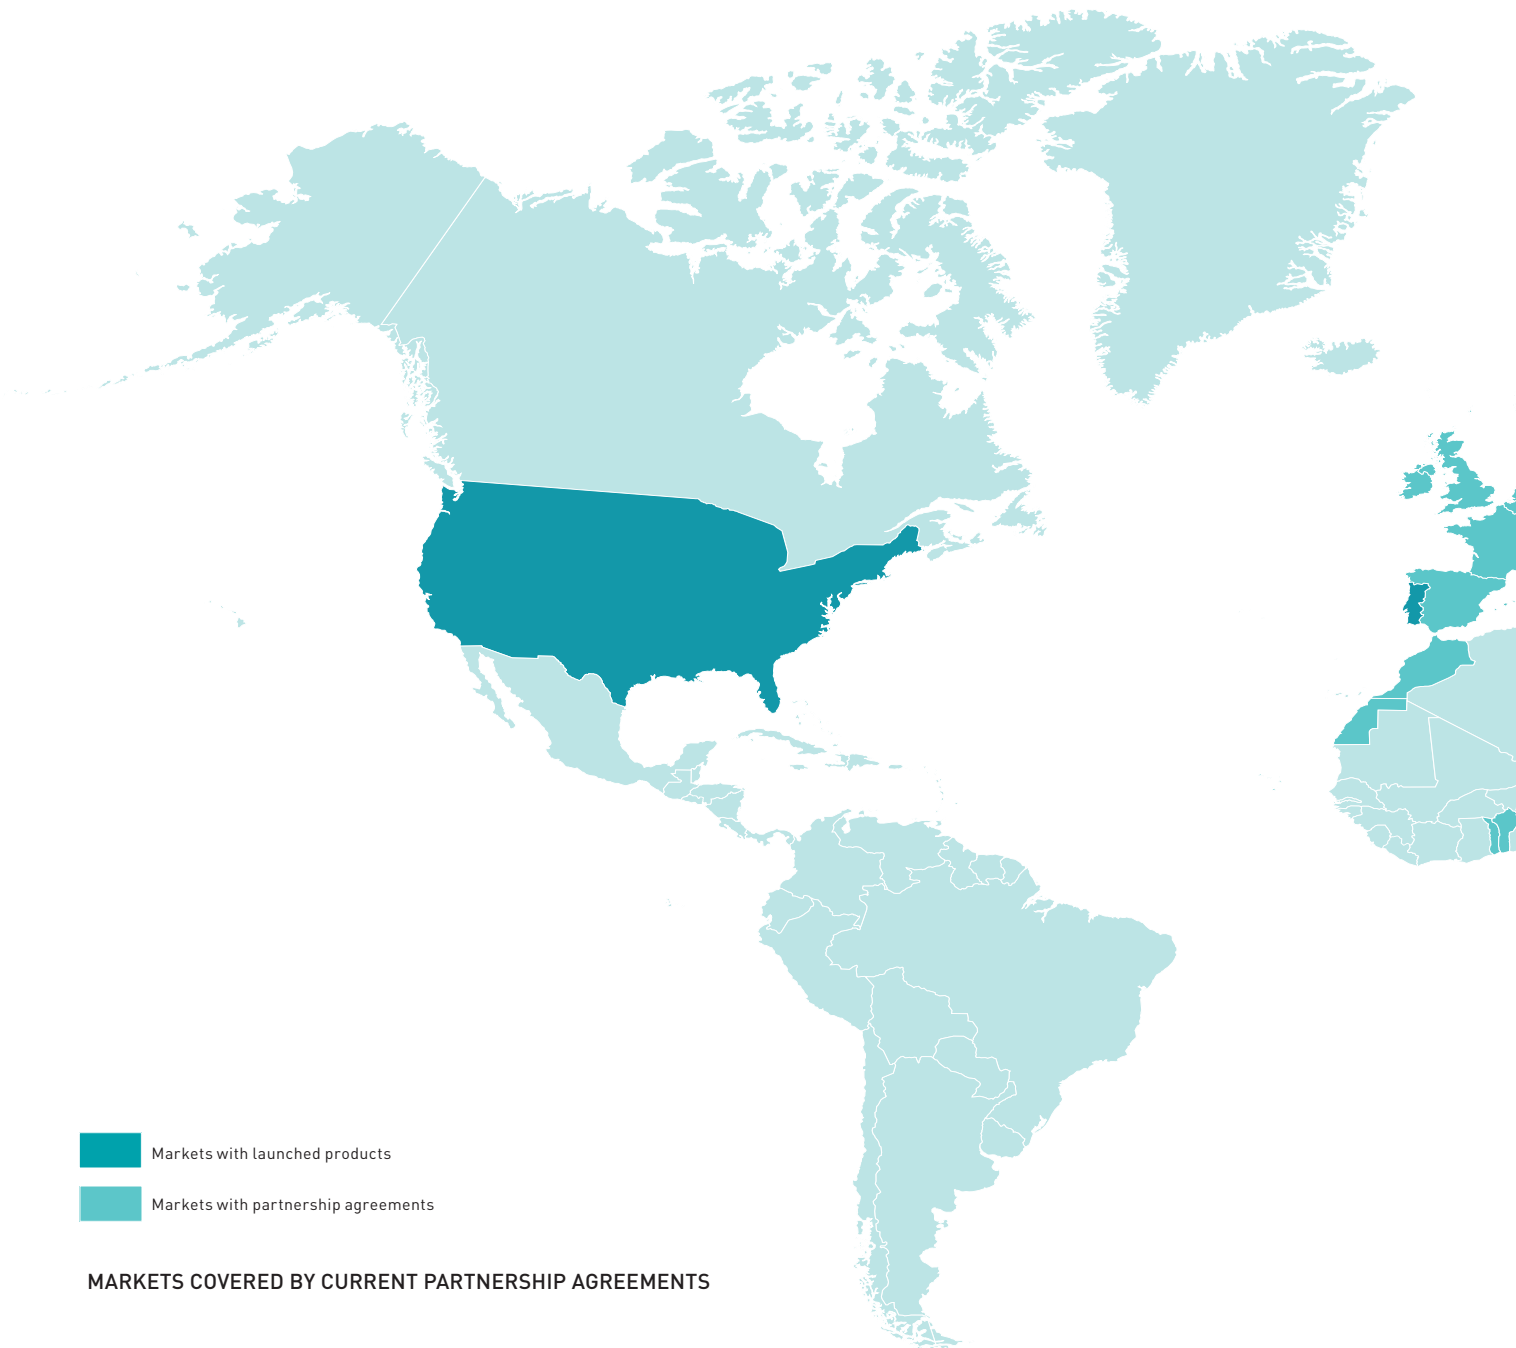 Markets with launched products
Markets with partnership agreements
MARKETS COVERED BY CURRENT PARTNERSHIP AGREEMENTS